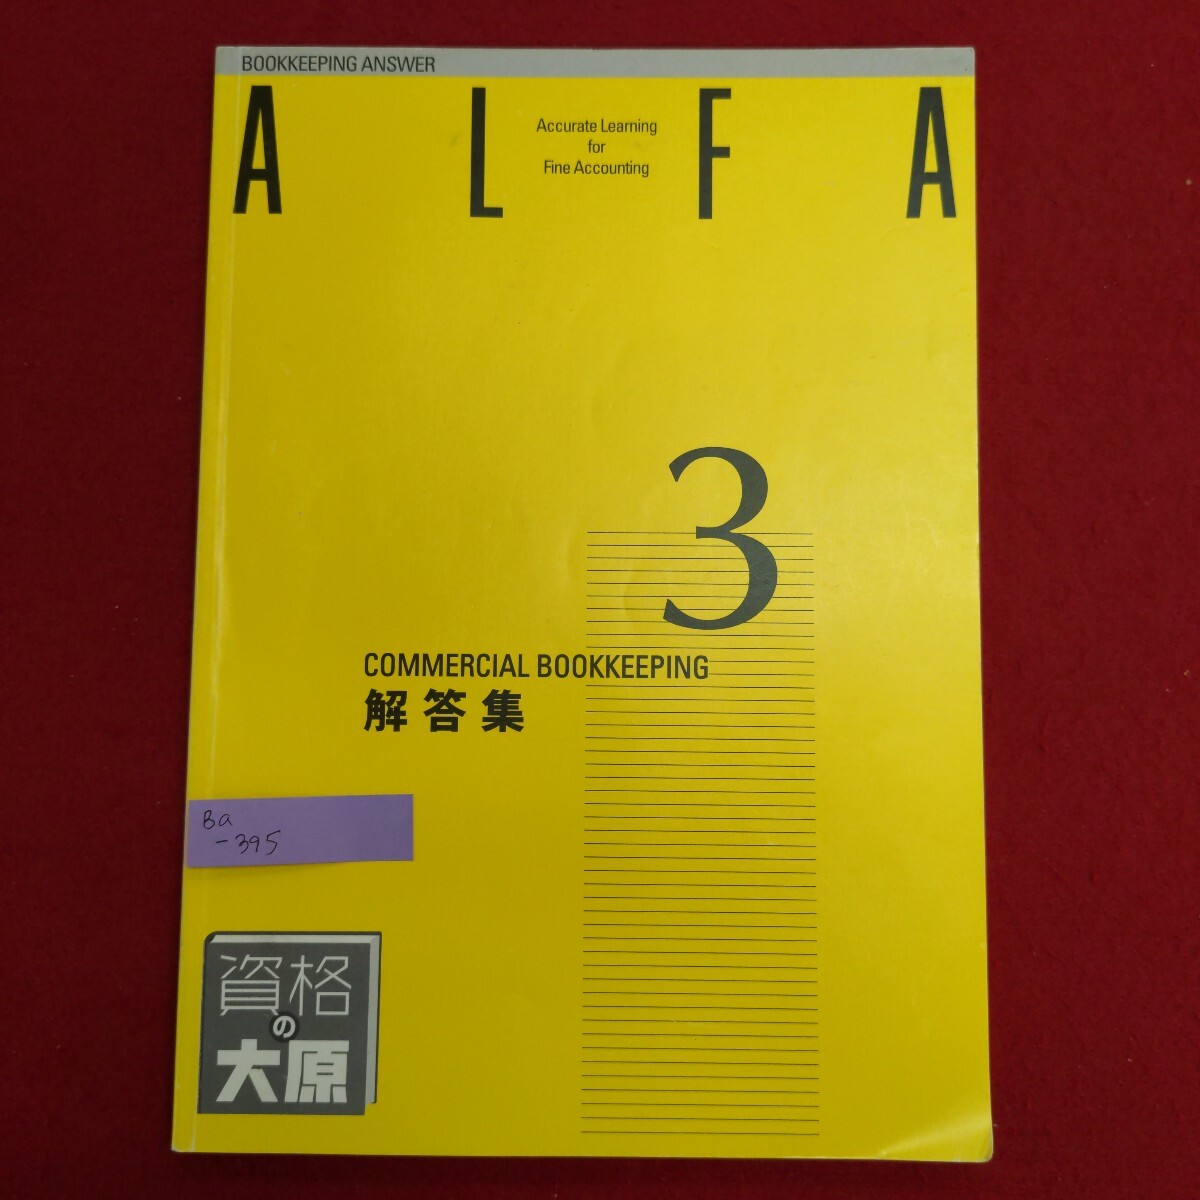 BOOKKEEPING ANSWER
ALFA
Accurate Learning
for
Fine Accounting
3
COMMERCIAL BOOKKEEPING
解答集
Ba
-395
資格
の
大原